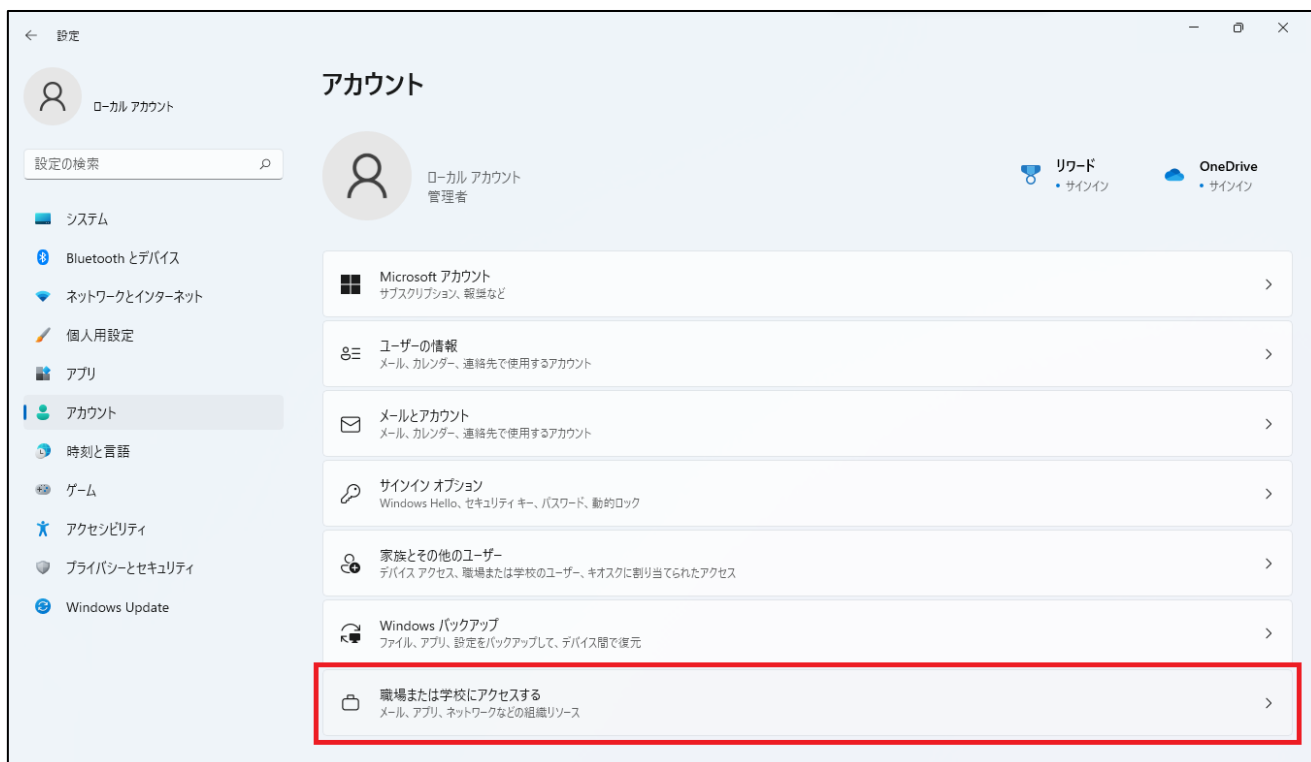 設定
ローカル アカウント
設定の検索
システム
Bluetooth とデバイス
ネットワークとインターネット
個人用設定
アプリ
アカウント
時刻と言語
ゲーム
アクセシビリティ
プライバシーとセキュリティ
Windows Update
アカウント
ローカル アカウント
管理者
リワード
• サインイン
OneDrive
• サインイン
Microsoft アカウント
サブスクリプション、報奨など
ユーザーの情報
メール、カレンダー、連絡先で使用するアカウント
メールとアカウント
メール、カレンダー、連絡先で使用するアカウント
サインイン オプション
Windows Hello、セキュリティ キー、パスワード、動的ロック
家族とその他のユーザー
デバイス アクセス、職場または学校のユーザー、キオスクに割り当てられたアクセス
Windows バックアップ
ファイル、アプリ、設定をバックアップして、デバイス間で復元
職場または学校にアクセスする
メール、アプリ、ネットワークなどの組織リソース